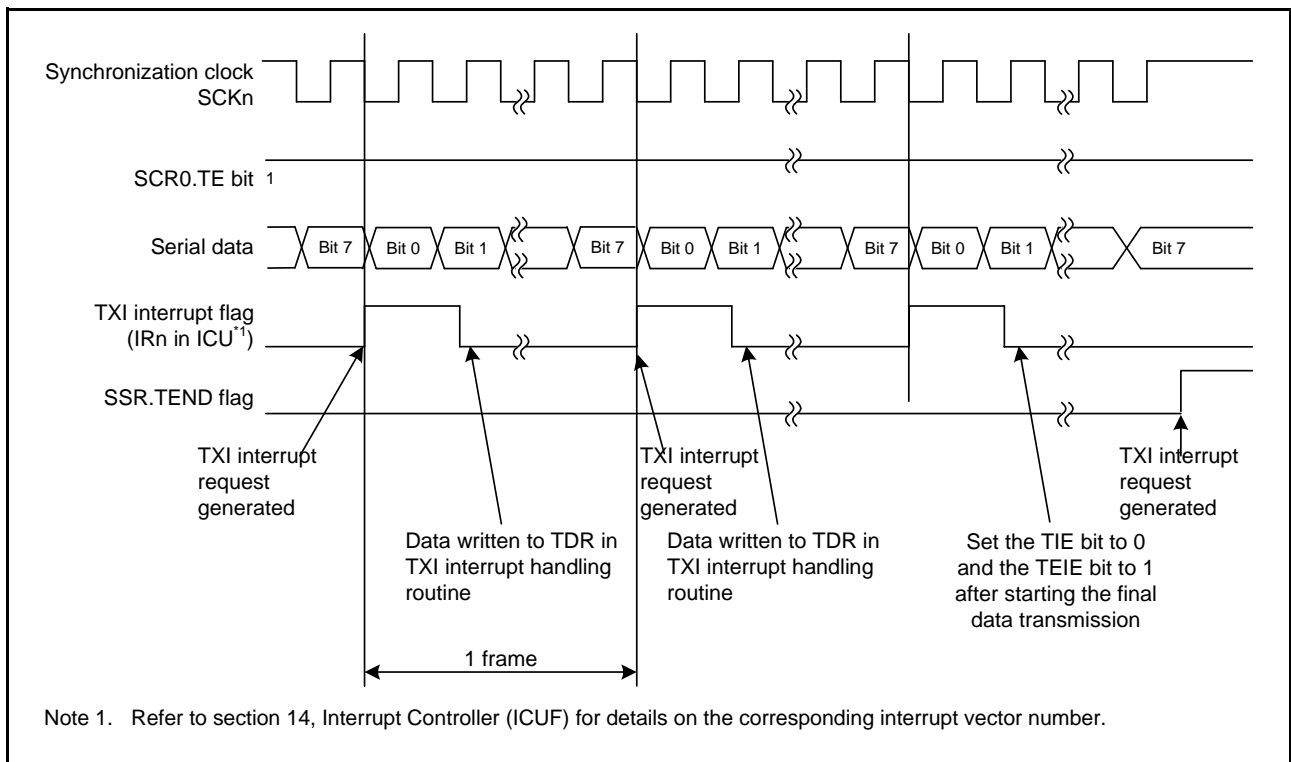 Synchronization clock
SCKn
SCR0.TE bit 1
Serial data
Bit 7 Bit 0 Bit 1 Bit 7 Bit 0 Bit 1 Bit 7 Bit 0 Bit 1 Bit 7
TXI interrupt flag
(IRn in ICU*1)
SSR.TEND flag
TXI interrupt
request
generated
Data written to TDR in
TXI interrupt handling
routine
TXI interrupt
request
generated
Data written to TDR in
TXI interrupt handling
routine
Set the TIE bit to 0
and the TEIE bit to 1
after starting the final
data transmission
TXI interrupt
request
generated
1 frame
Note 1. Refer to section 14, Interrupt Controller (ICUF) for details on the corresponding interrupt vector number.